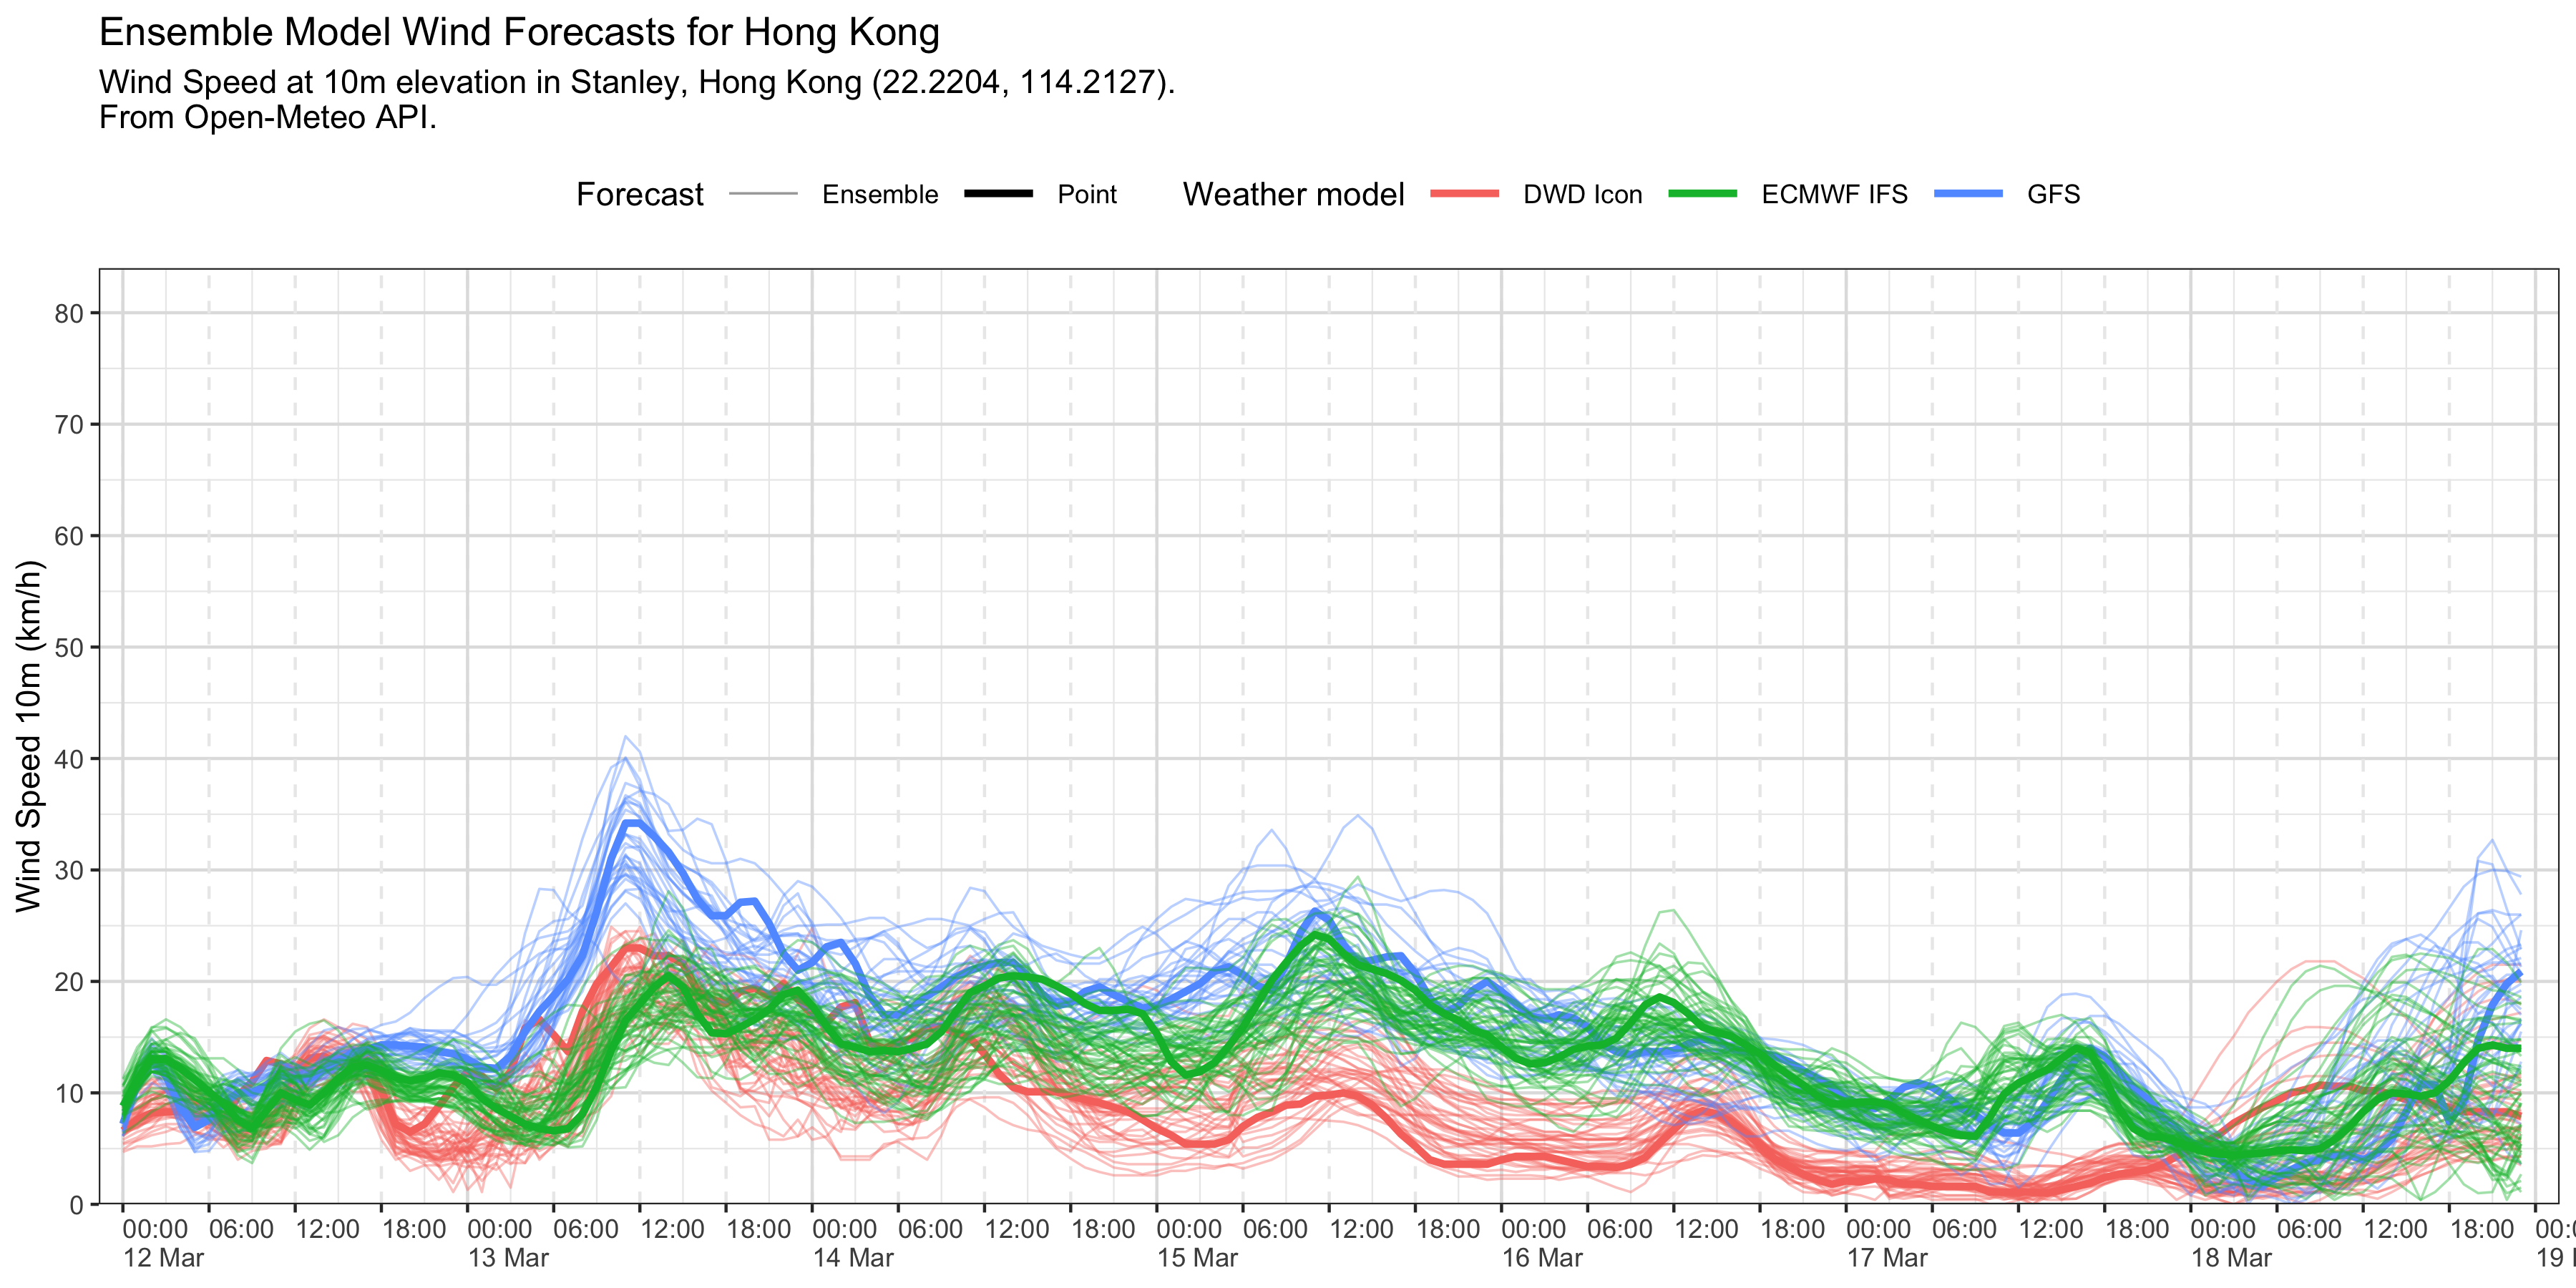 Ensemble Model Wind Forecasts for Hong Kong
Wind Speed at 10m elevation in Stanley, Hong Kong (22.2204, 114.2127).
From Open-Meteo API.
Forecast Ensemble Point Weather model DWD Icon ECMWF IFS GFS
Wind Speed 10m (km/h)
80
70
60
50
40
30
20
10
0
00:00 06:00 12:00 18:00 00:00 06:00 12:00 18:00 00:00 06:00 12:00 18:00 00:00 06:00 12:00 18:00 00:00 06:00 12:00 18:00 00:00 06:00 12:00 18:00 00:00 06:00 12:00 18:00 00:0
12 Mar 13 Mar 14 Mar 15 Mar 16 Mar 17 Mar 18 Mar 19